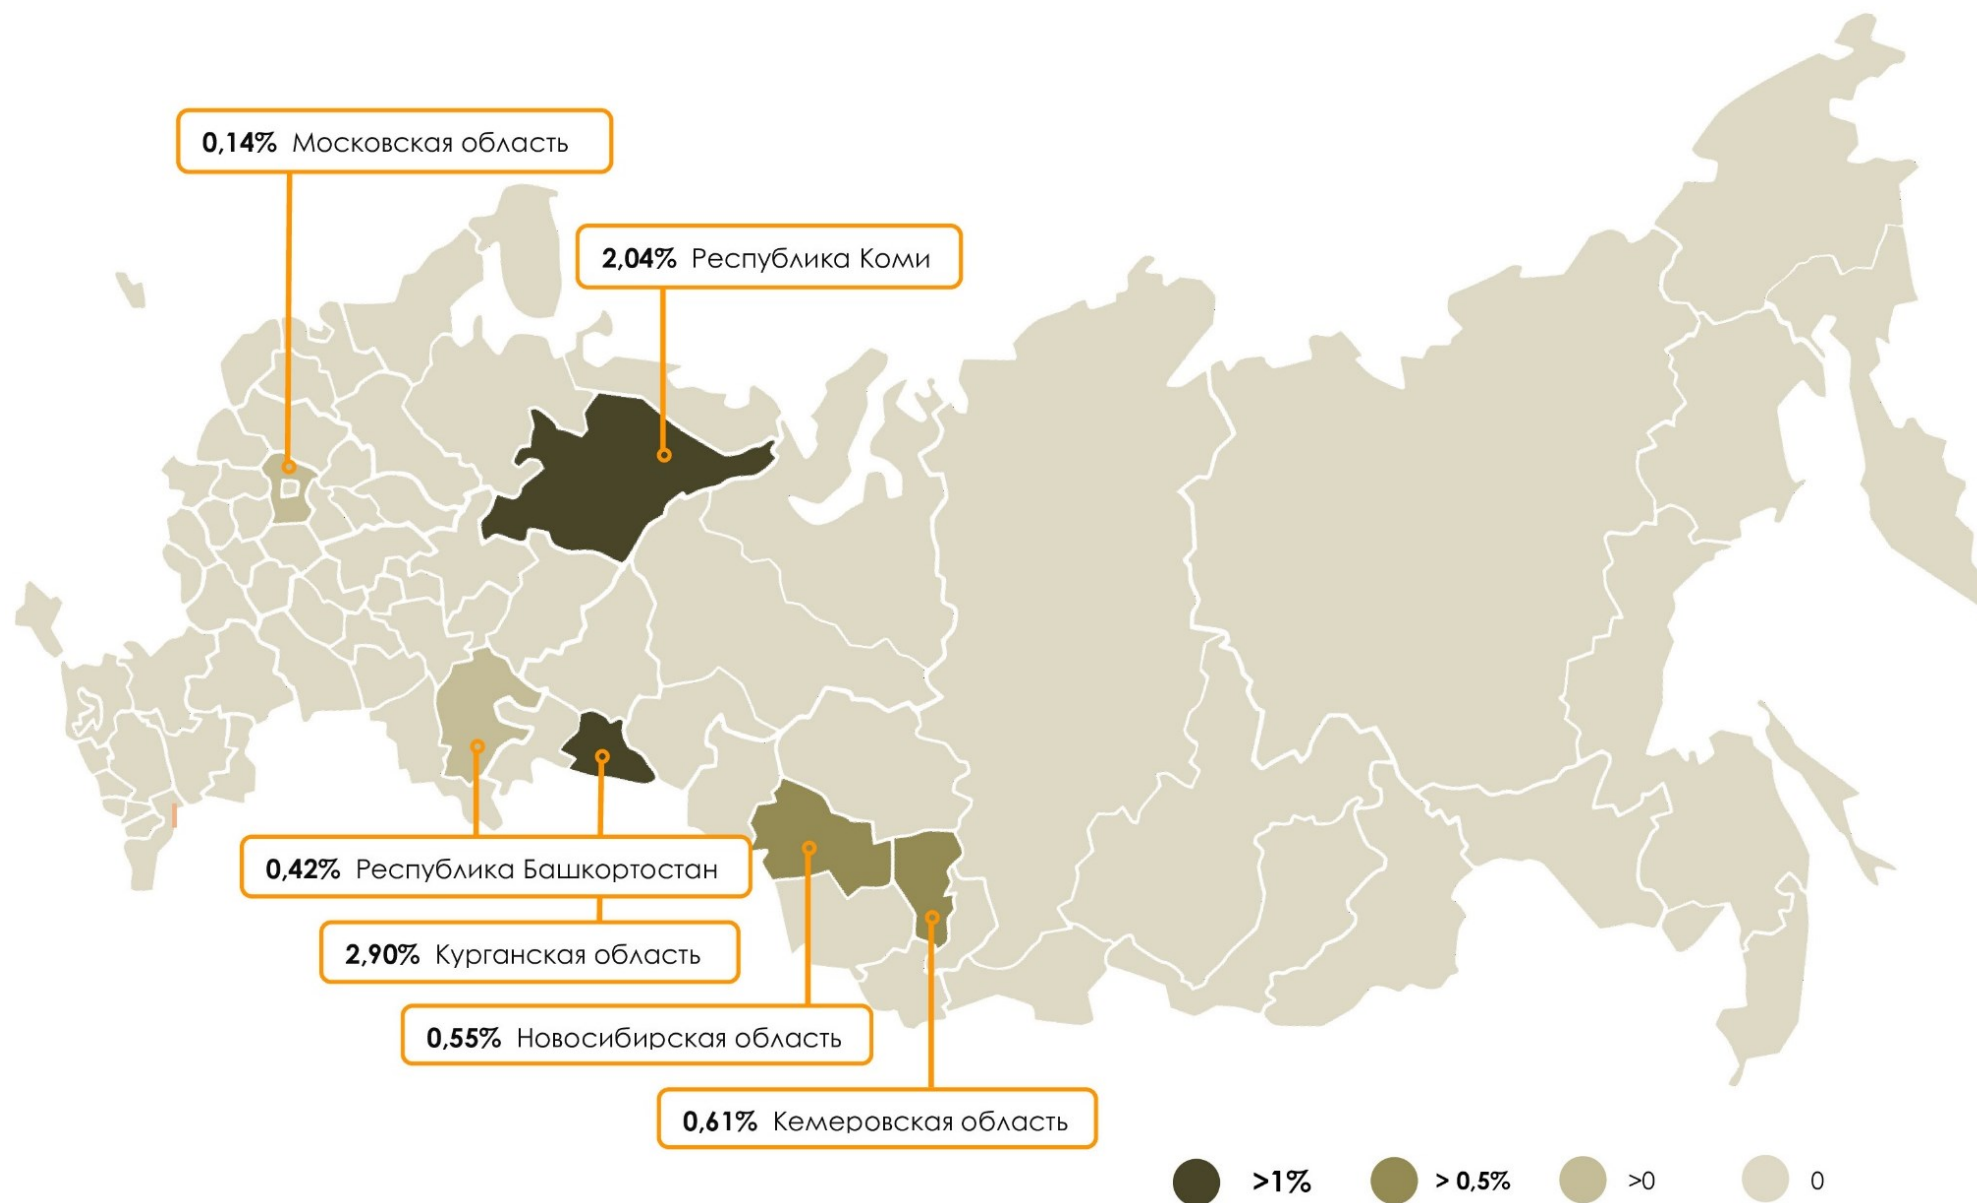 0,14% Московская область
2,04% Республика Коми
0,42% Республика Башкортостан
2,90% Курганская область
0,55% Новосибирская область
0,61% Кемеровская область
>1% > 0,5% >0 0